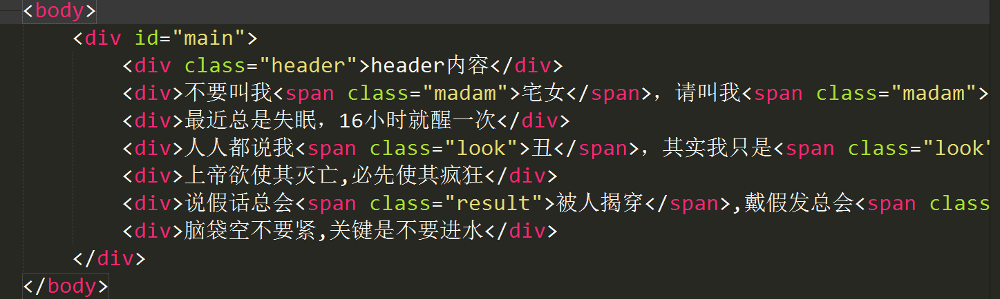 <body>
<div id="main">
<div class="header">header内容</div>
<div>不要叫我<span class="madam">宅女</span>，请叫我<span class="madam">
<div>最近总是失眠，16小时就醒一次</div>
<div>人人都说我<span class="look">丑</span>，其实我只是<span class="look"
<div>上帝欲使其灭亡,必先使其疯狂</div>
<div>说假话总会<span class="result">被人揭穿</span>,戴假发总会<span class
<div>脑袋空不要紧,关键是不要进水</div>
</div>
</body>